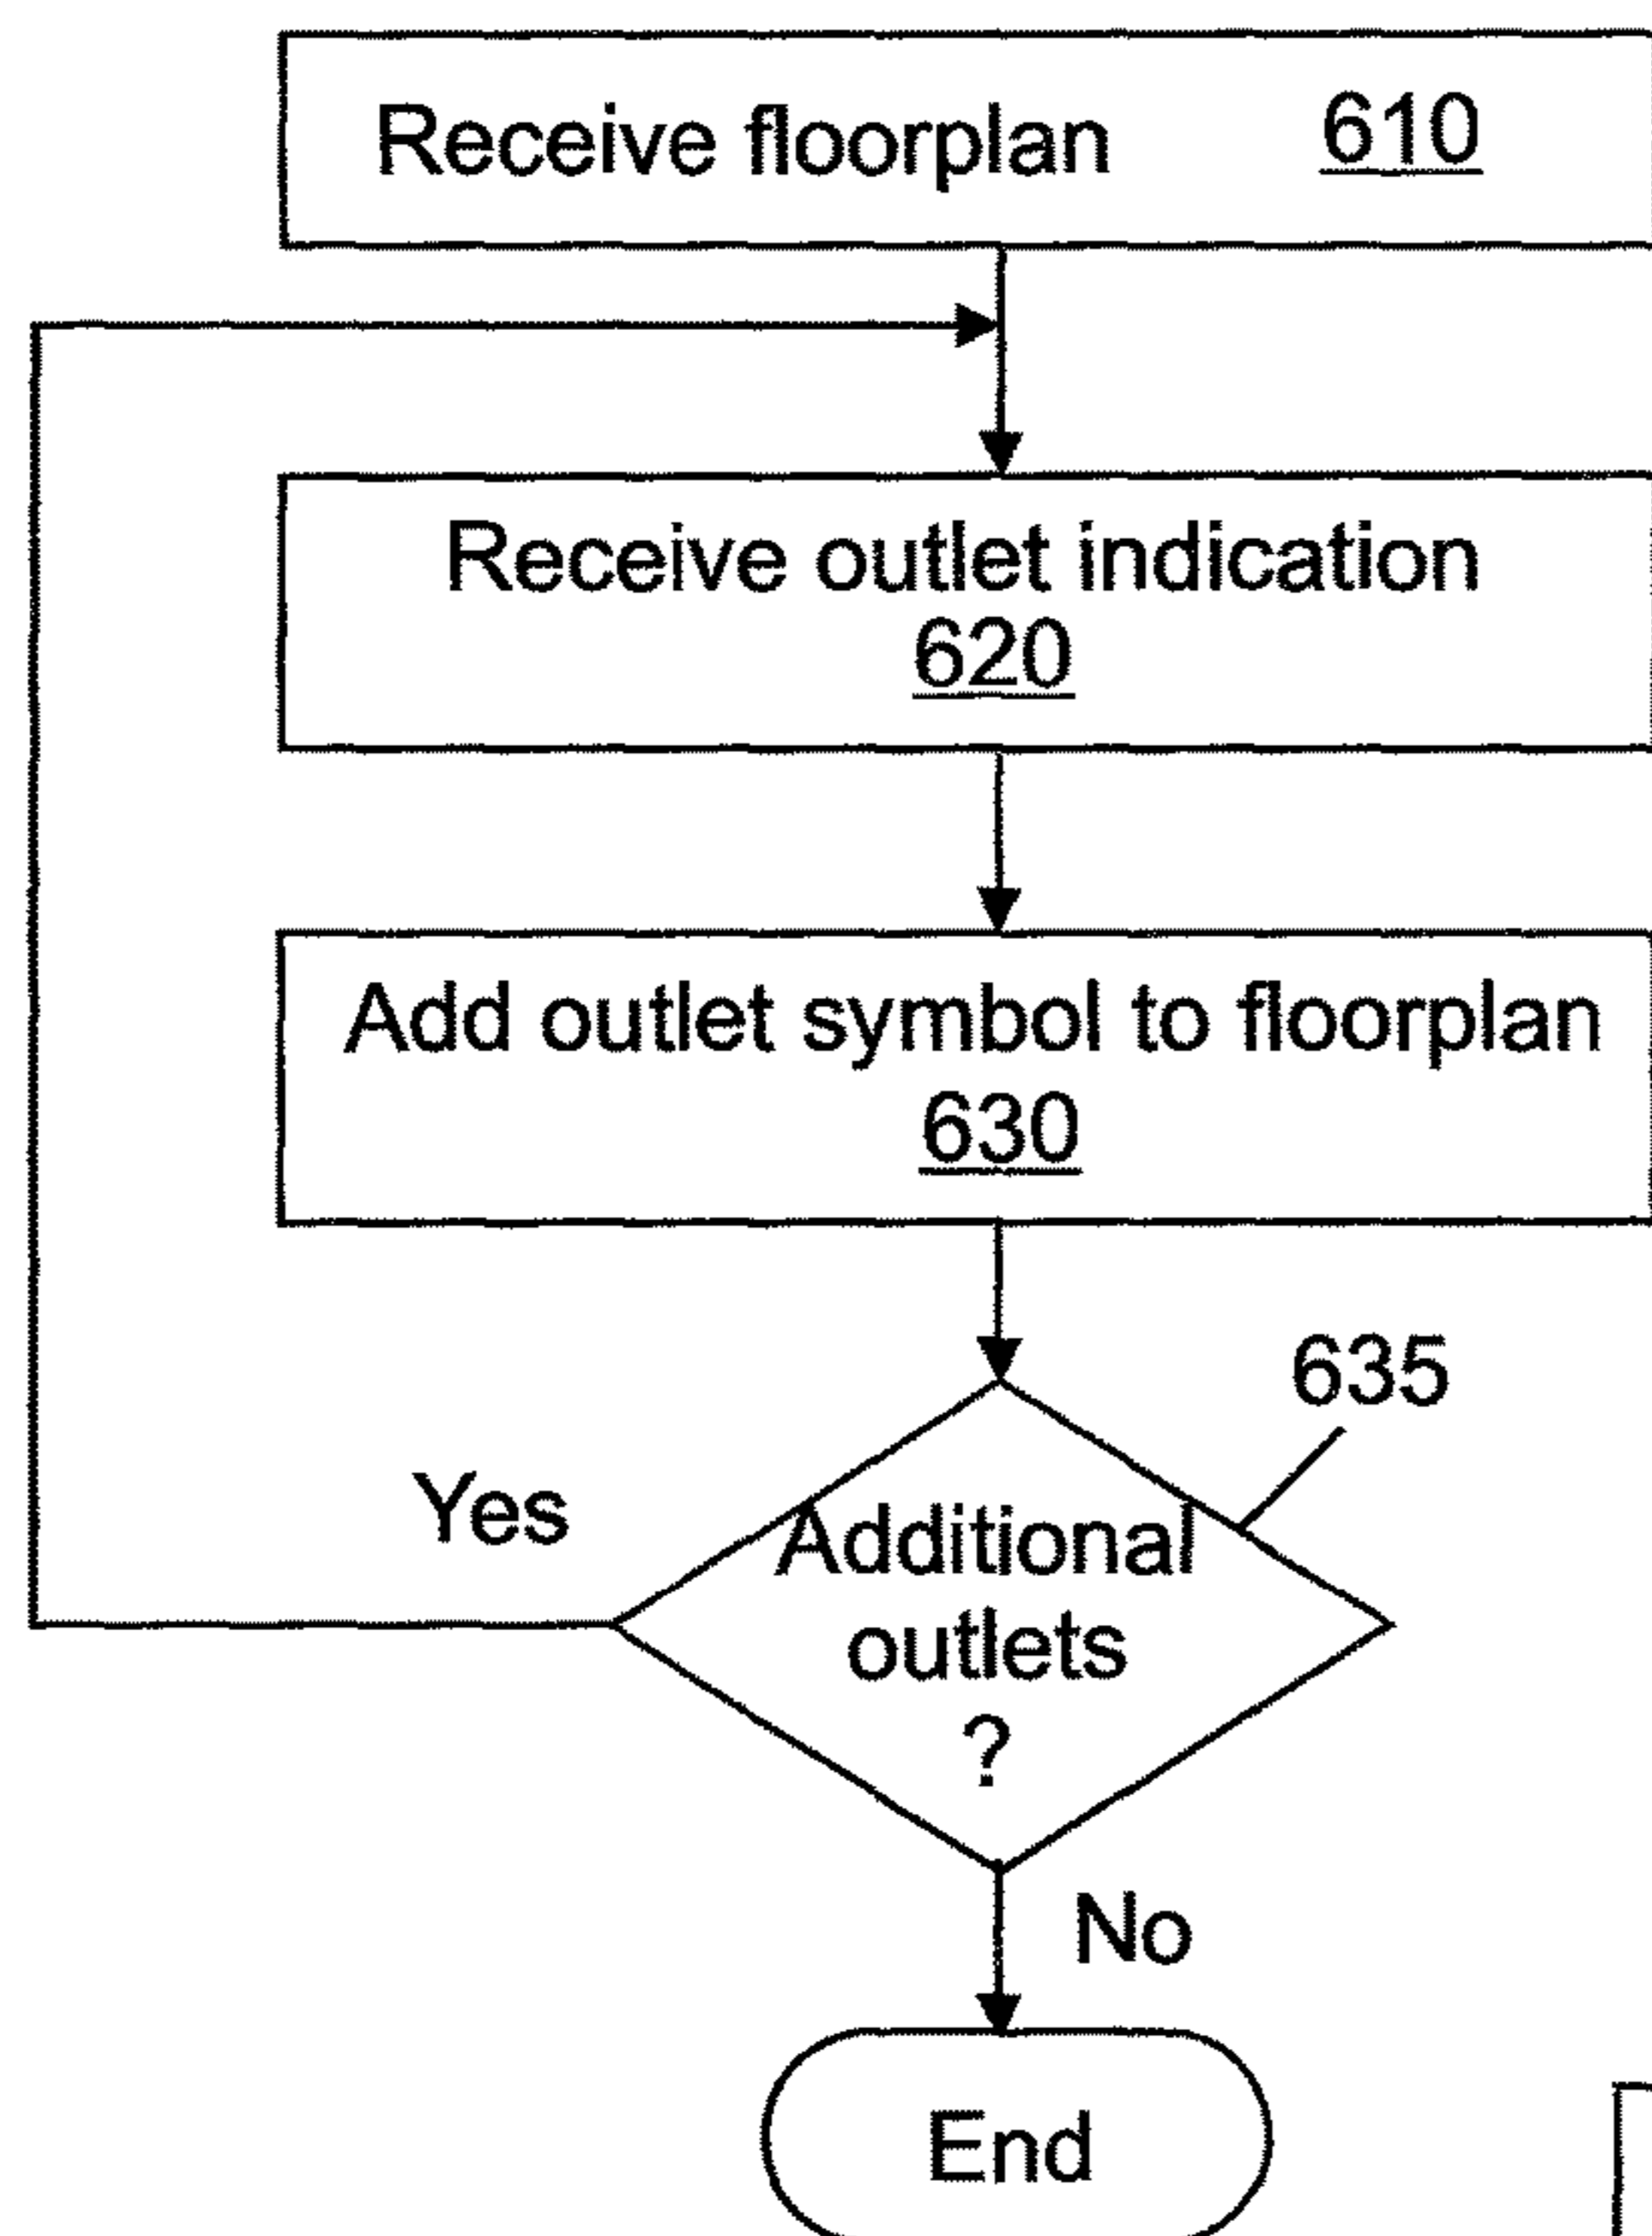 Receive floorplan 610
Receive outlet indication
620
Add outlet symbol to floorplan
630
635
Yes
Additional
outlets
?
No
End